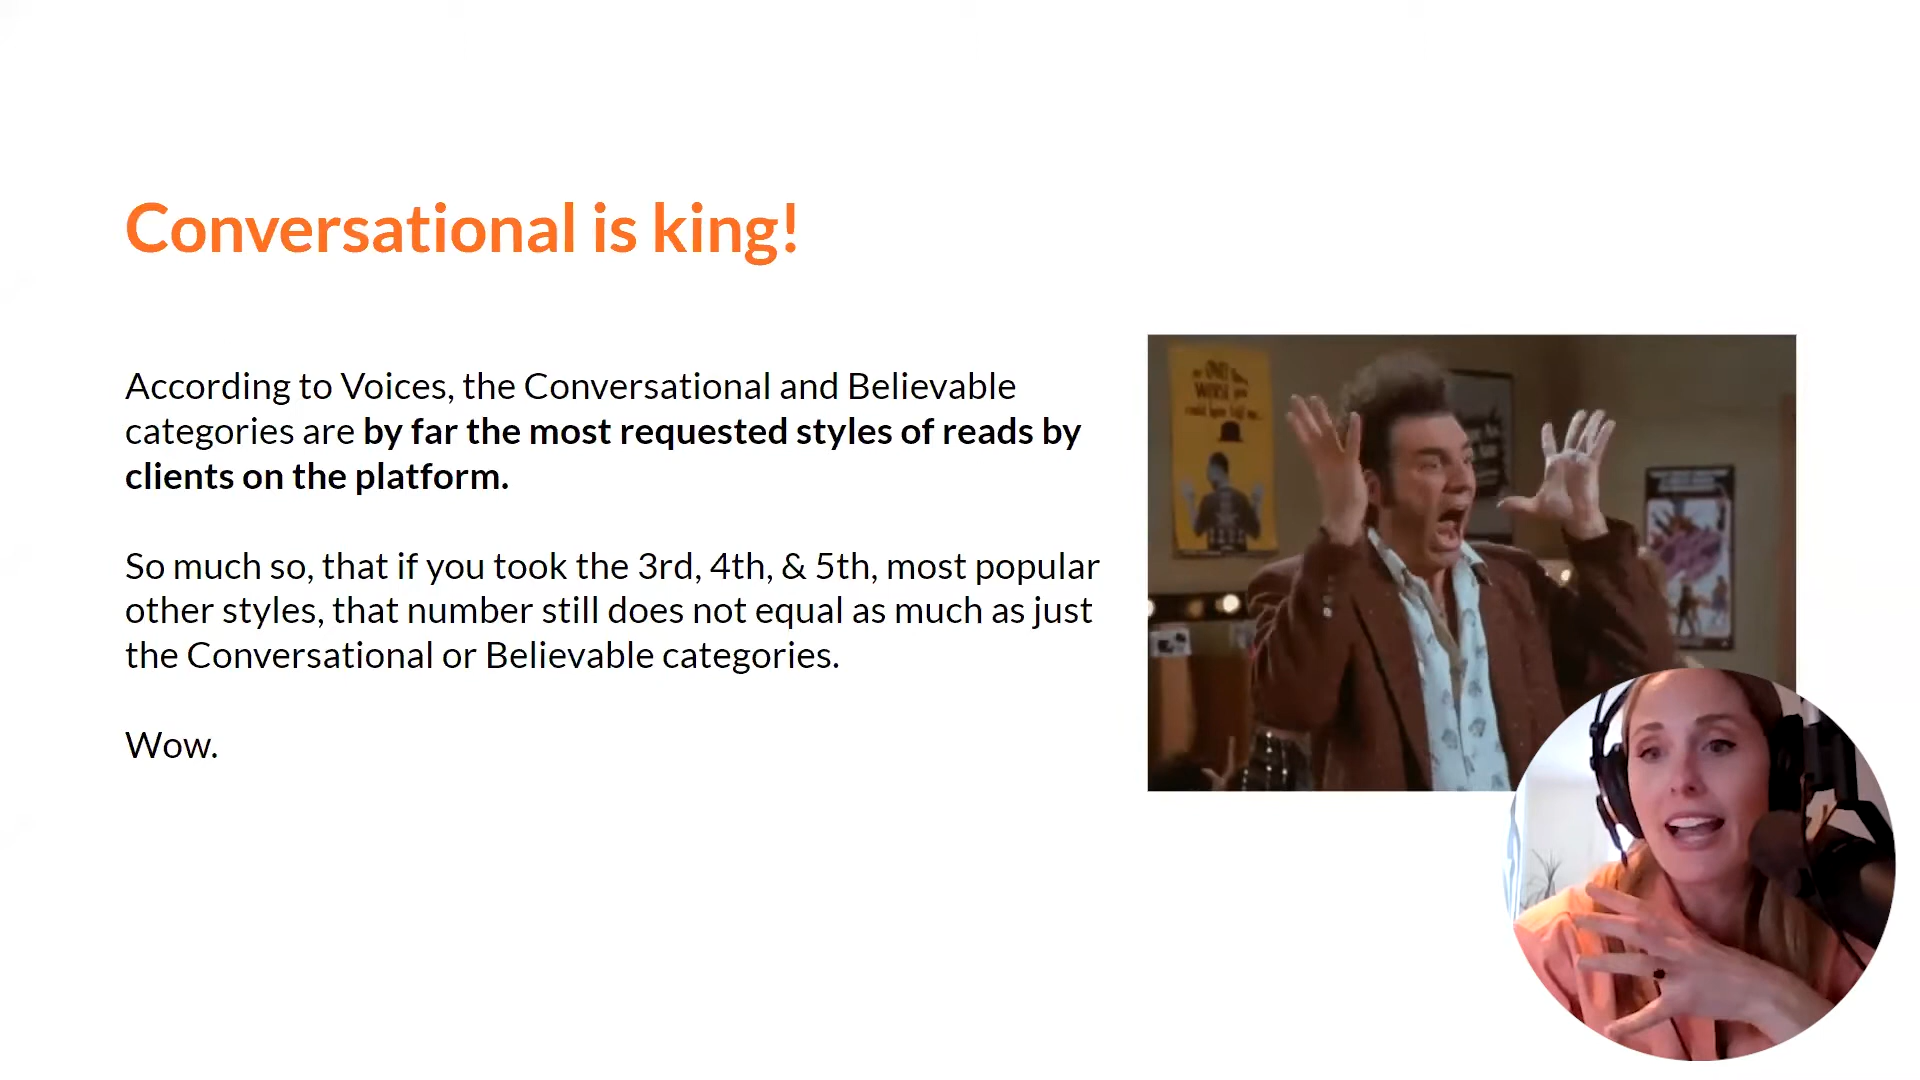 Conversational is king!
According to Voices, the Conversational and Believable
categories are by far the most requested styles of reads by
clients on the platform.
So much so, that if you took the 3rd, 4th, & 5th, most popular
other styles, that number still does not equal as much as just
the Conversational or Believable categories.
Wow.